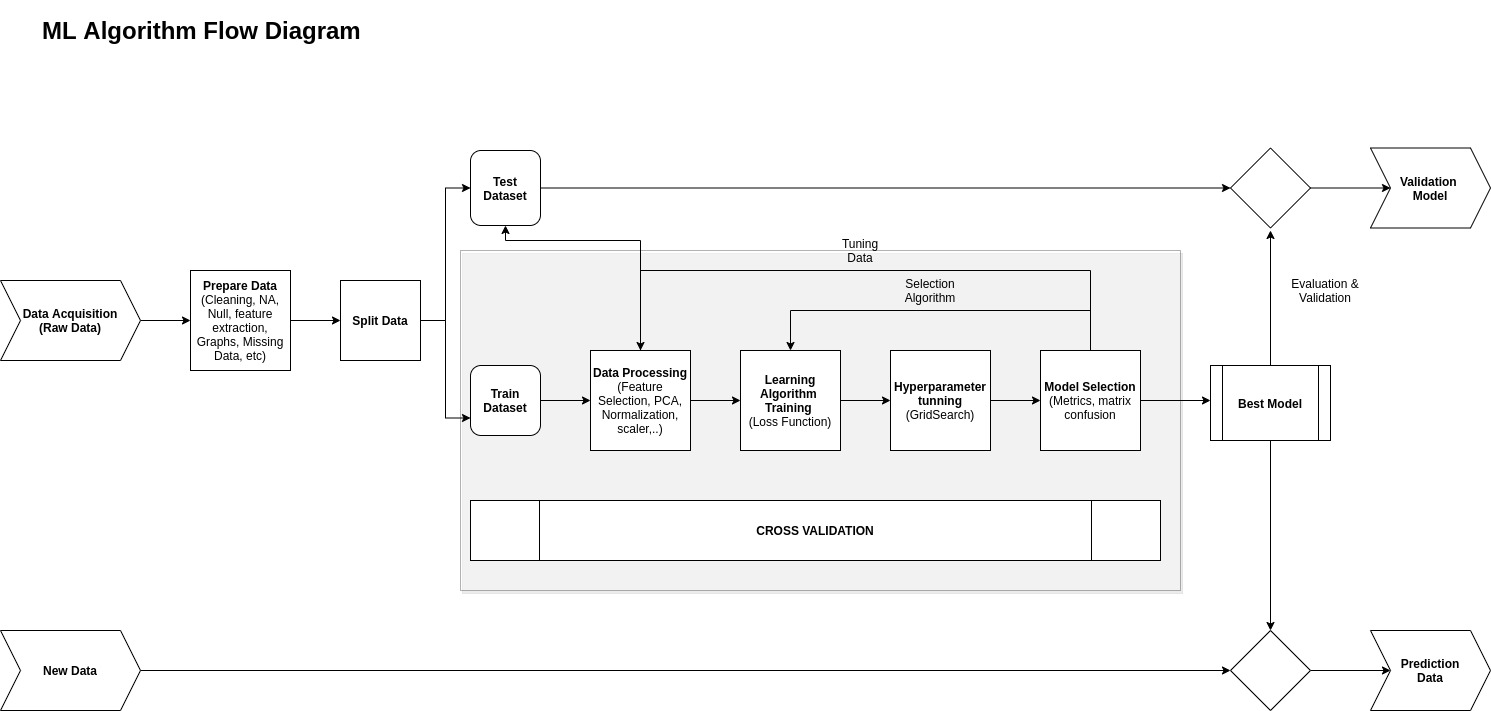 ML Algorithm Flow Diagram
Test
Dataset
Validation
Model
Tuning
Data
Selection
Algorithm
Evaluation &
Validation
Data Acquisition
(Raw Data)
Prepare Data
(Cleaning, NA,
Null, feature
extraction,
Graphs, Missing
Data, etc)
Split Data
Train
Dataset
Data Processing
(Feature
Selection, PCA,
Normalization,
scaler,..)
Learning
Algorithm
Training
(Loss Function)
Hyperparameter
tunning
(GridSearch)
Model Selection
(Metrics, matrix
confusion
Best Model
CROSS VALIDATION
New Data
Prediction
Data